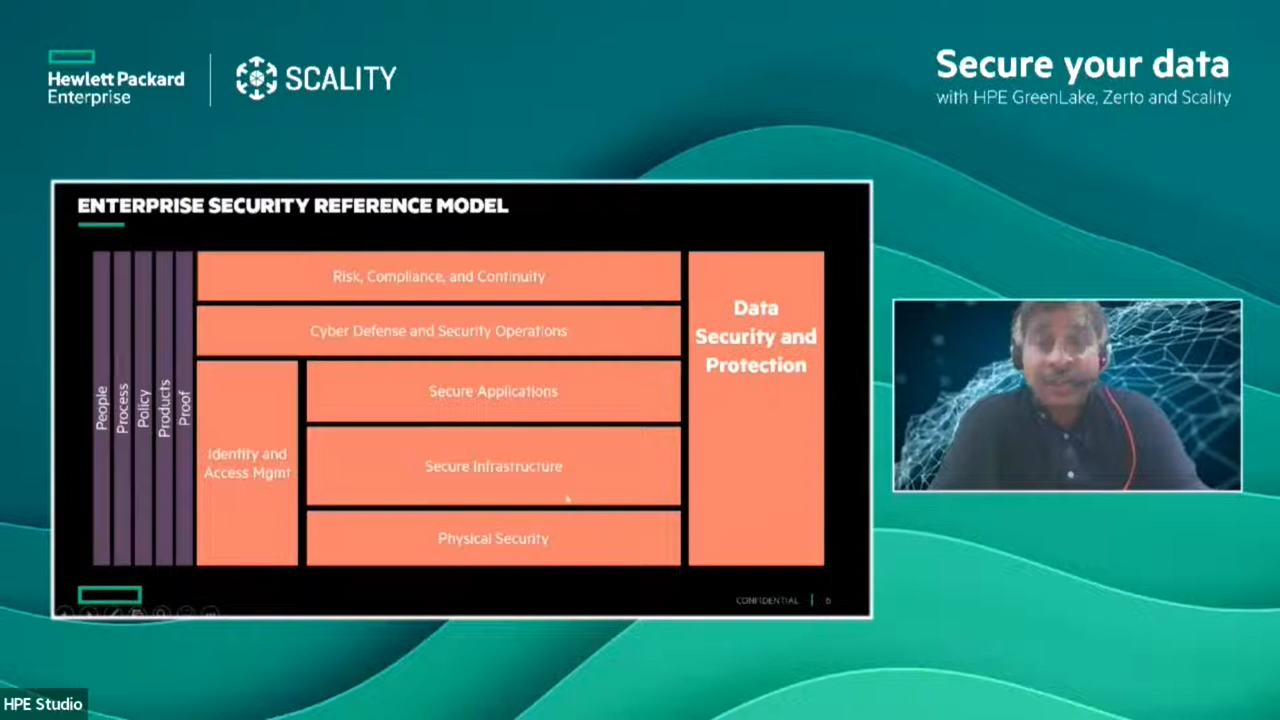 Hewlett Packard
Enterprise
SCALITY
Secure your data
with HPE GreenLake, Zerto and Scality
ENTERPRISE SECURITY REFERENCE MODEL
People
Process
Policy
Products
Proof
Risk, Compliance, and Continuity
Cyber Defense and Security Operations
Identity and
Access Mgmt
Secure Applications
Secure Infrastructure
Physical Security
Data
Security and
Protection
CONFIDENTIAL
6
HPE Studio